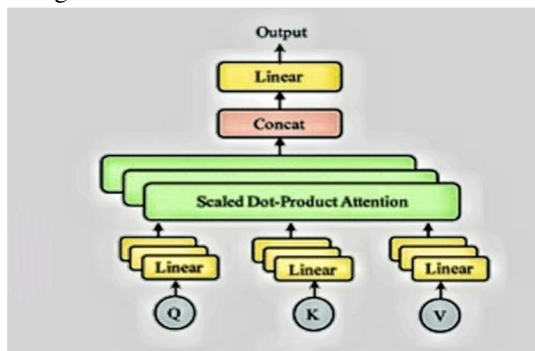 Output
Linear
Concat
Scaled Dot-Product Attention
Linear Linear Linear
Q K V